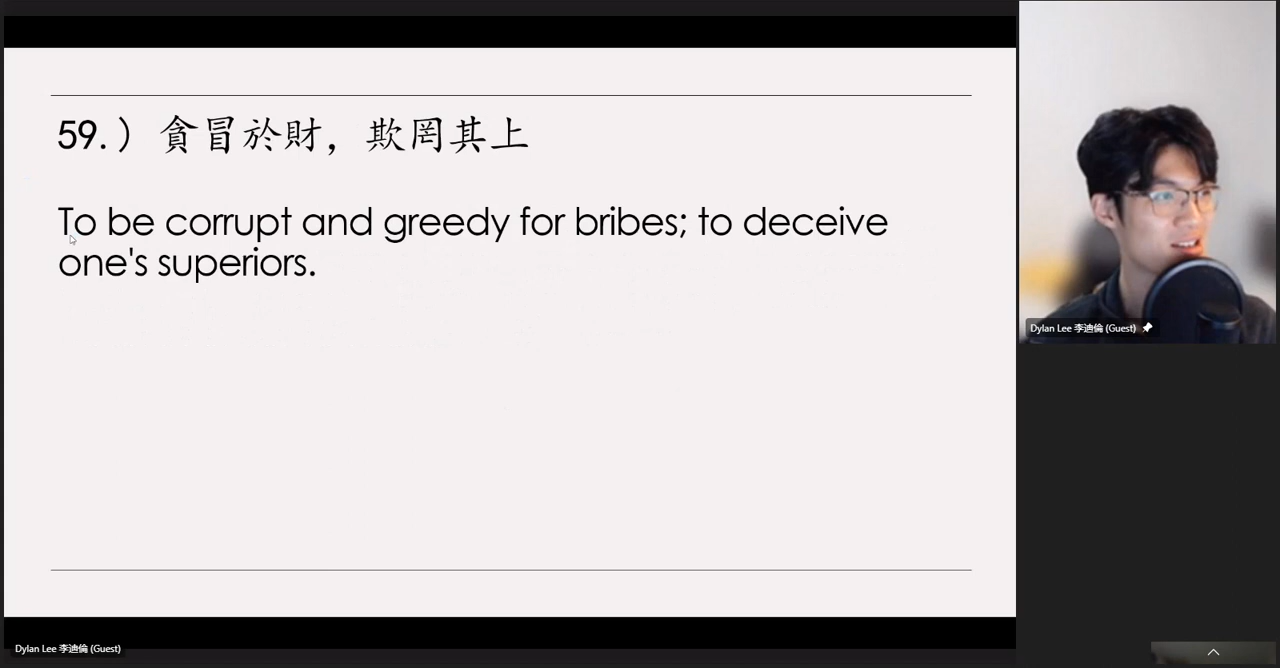 59.）貪冒於財，欺罔其上
To be corrupt and greedy for bribes; to deceive
one's superiors.
Dylan Lee 李迪倫 (Guest)
Dylan Lee 李迪倫 (Guest)